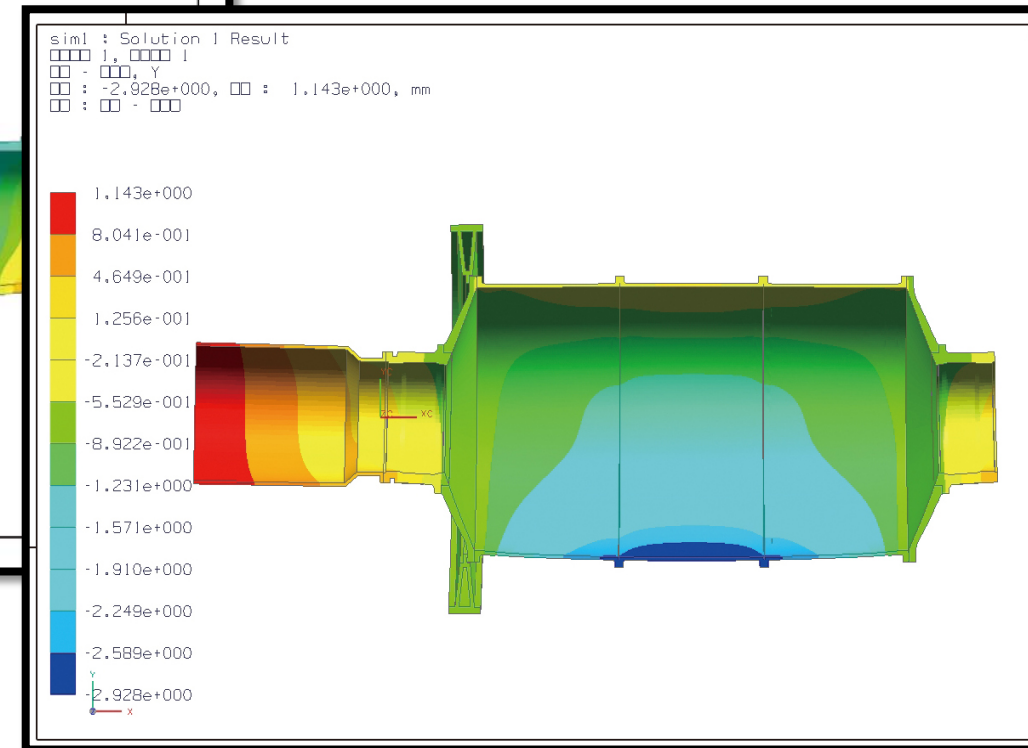 sim1 : Solution 1 Result
□□□□ 1, □□□□ 1
□□ - □□□, Y
□□ : -2.928e+000, □□ : 1.143e+000, mm
□□ : □□ - □□□
1.143e+000
8.041e-001
4.649e-001
1.256e-001
-2.137e-001
-5.529e-001
-8.922e-001
-1.231e+000
-1.571e+000
-1.910e+000
-2.249e+000
-2.589e+000
-2.928e+000
YC
ZC XC
Y
Z X